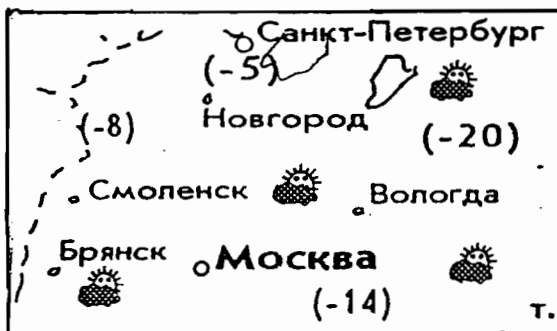 Санкт-Петербург
(-5)
Новгород
(-8)
(-20)
Смоленск
Вологда
Брянск
Москва
(-14)
т.